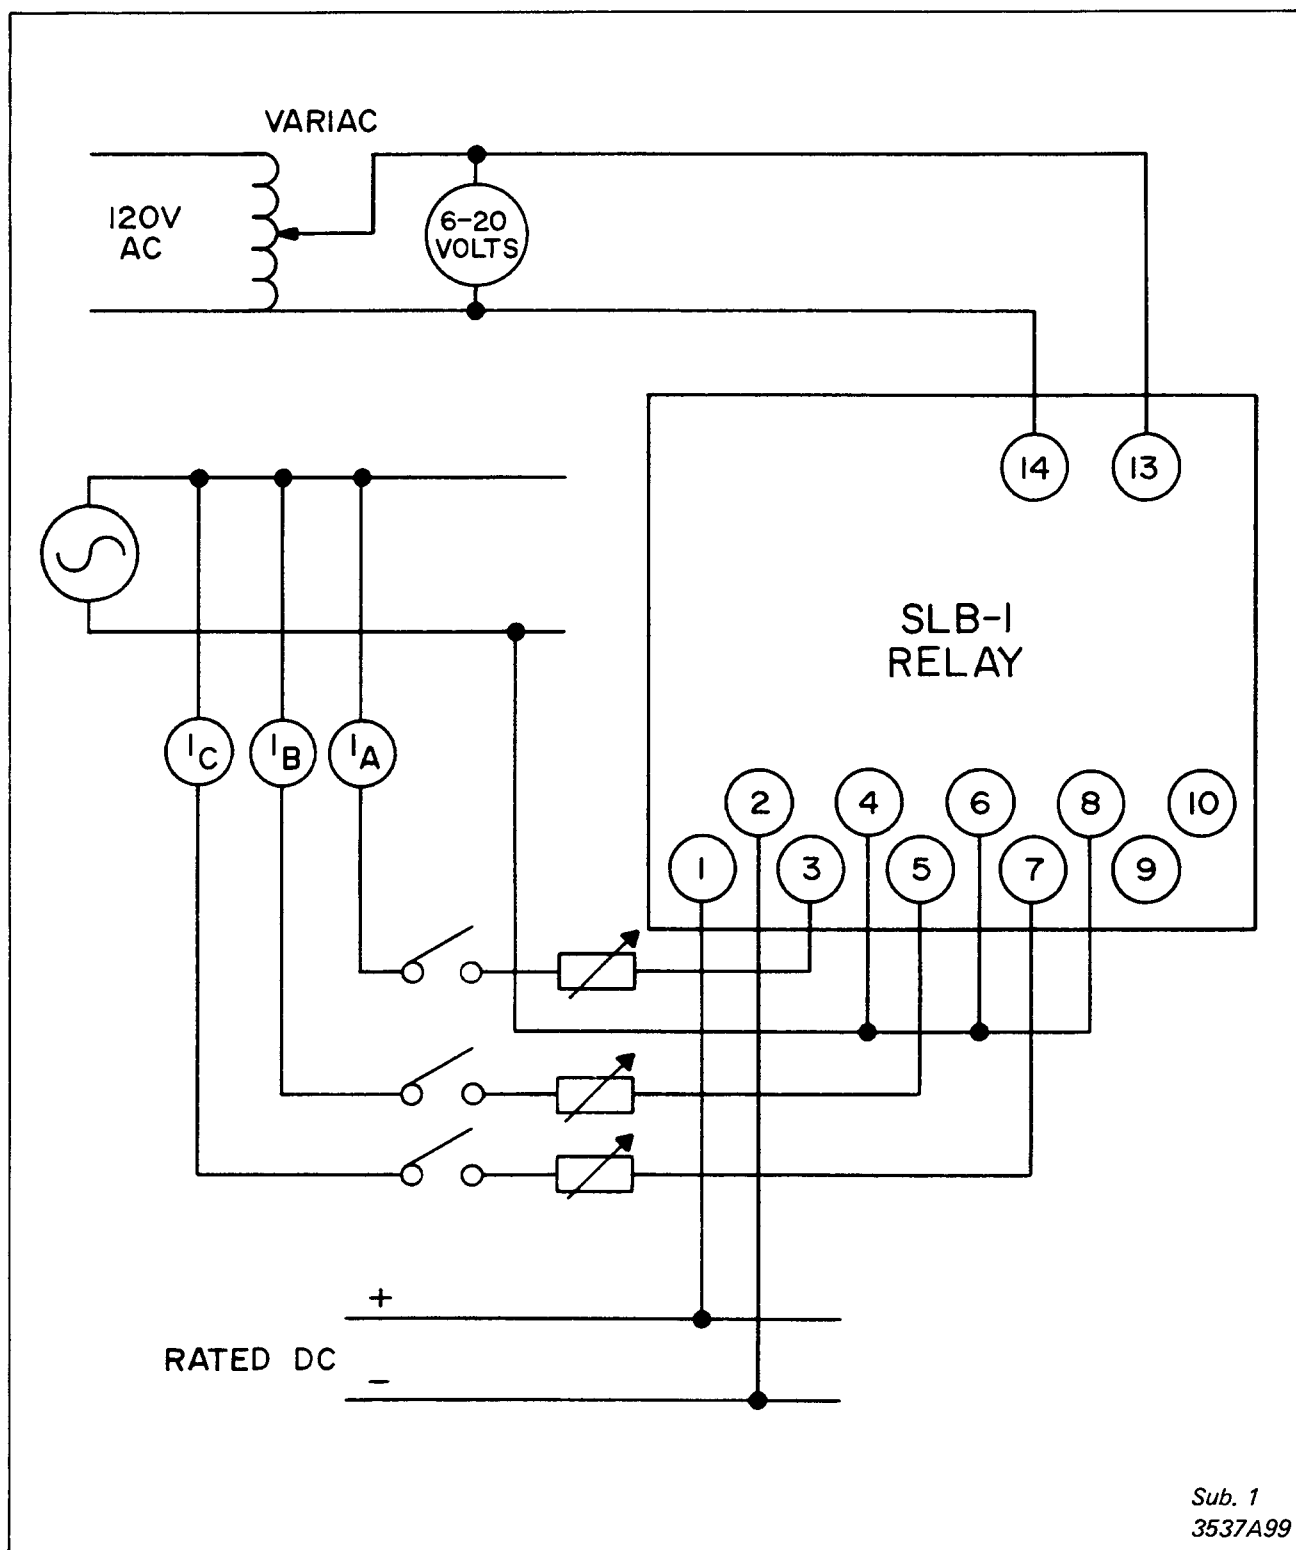 VARIAC
120V
AC
6-20
VOLTS
14
13
SLB-1
RELAY
IC
IB
IA
2
4
6
8
10
1
3
5
7
9
+
RATED DC
−
Sub. 1
3537A99